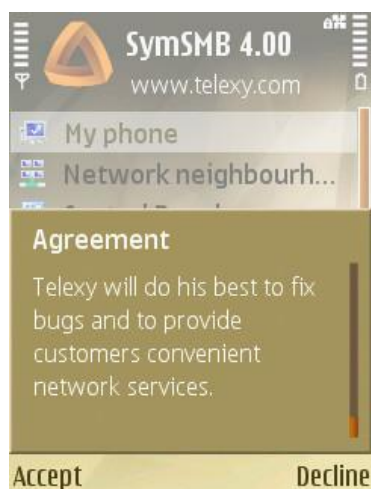 SymSMB 4.00
www.telexy.com
My phone
Network neighbourh...
Agreement
Telexy will do his best to fix
bugs and to provide
customers convenient
network services.
Accept Decline